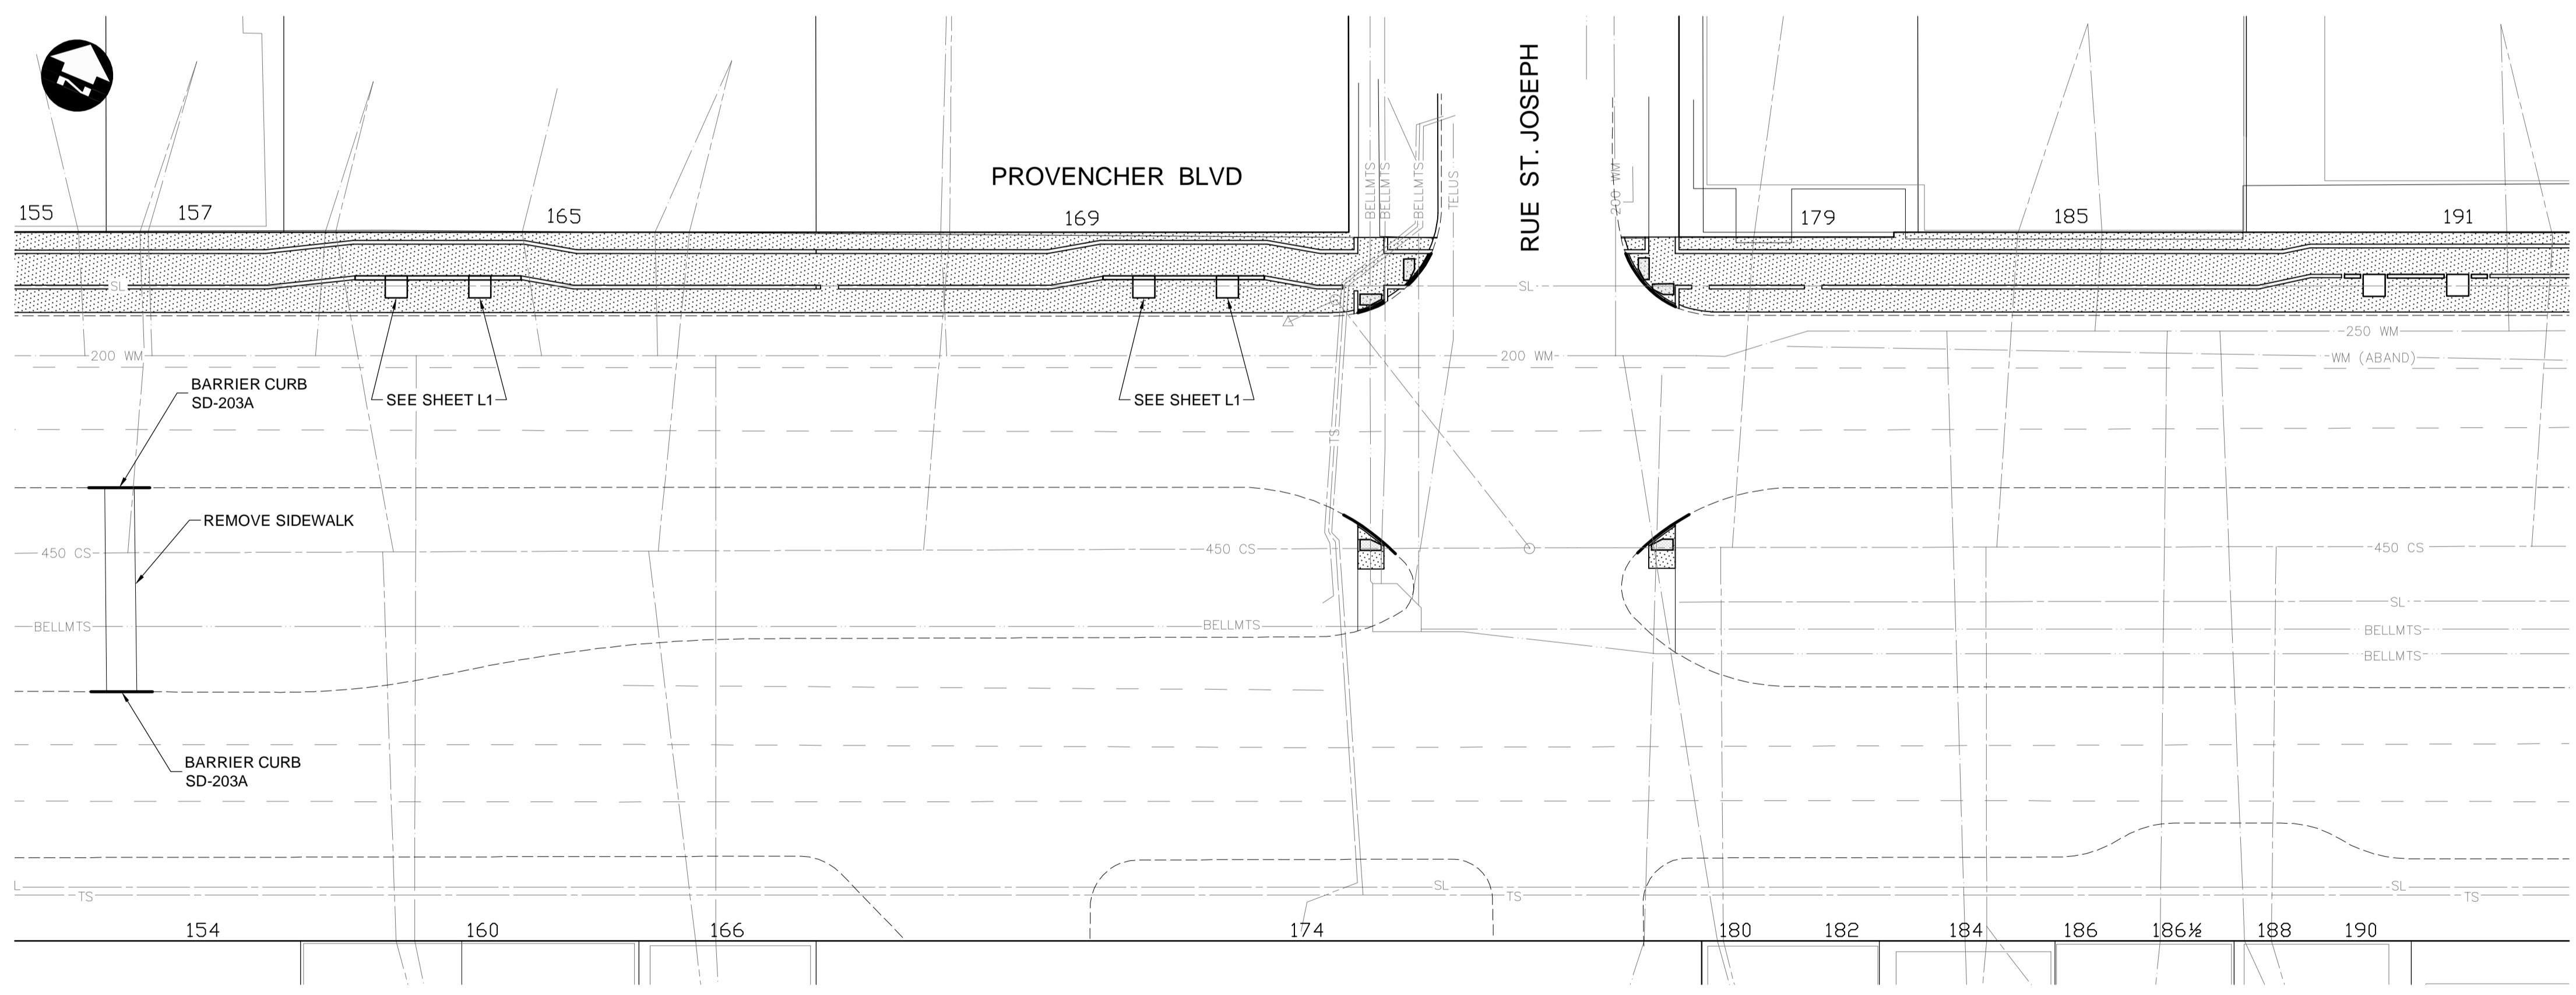 PROVENCHER BLVD
RUE ST. JOSEPH
155
157
165
169
179
185
191
BELLMTS
BELLMTS
BELLMTS
TELUS
200 WM
SL
SL
200 WM
200 WM
250 WM
WM (ABAND)
BARRIER CURB
SD-203A
SEE SHEET L1
SEE SHEET L1
TS
REMOVE SIDEWALK
450 CS
450 CS
450 CS
SL
BELLMTS
BELLMTS
BELLMTS
BELLMTS
BARRIER CURB
SD-203A
L
TS
SL
TS
SL
TS
154
160
166
174
180
182
184
186
186½
188
190